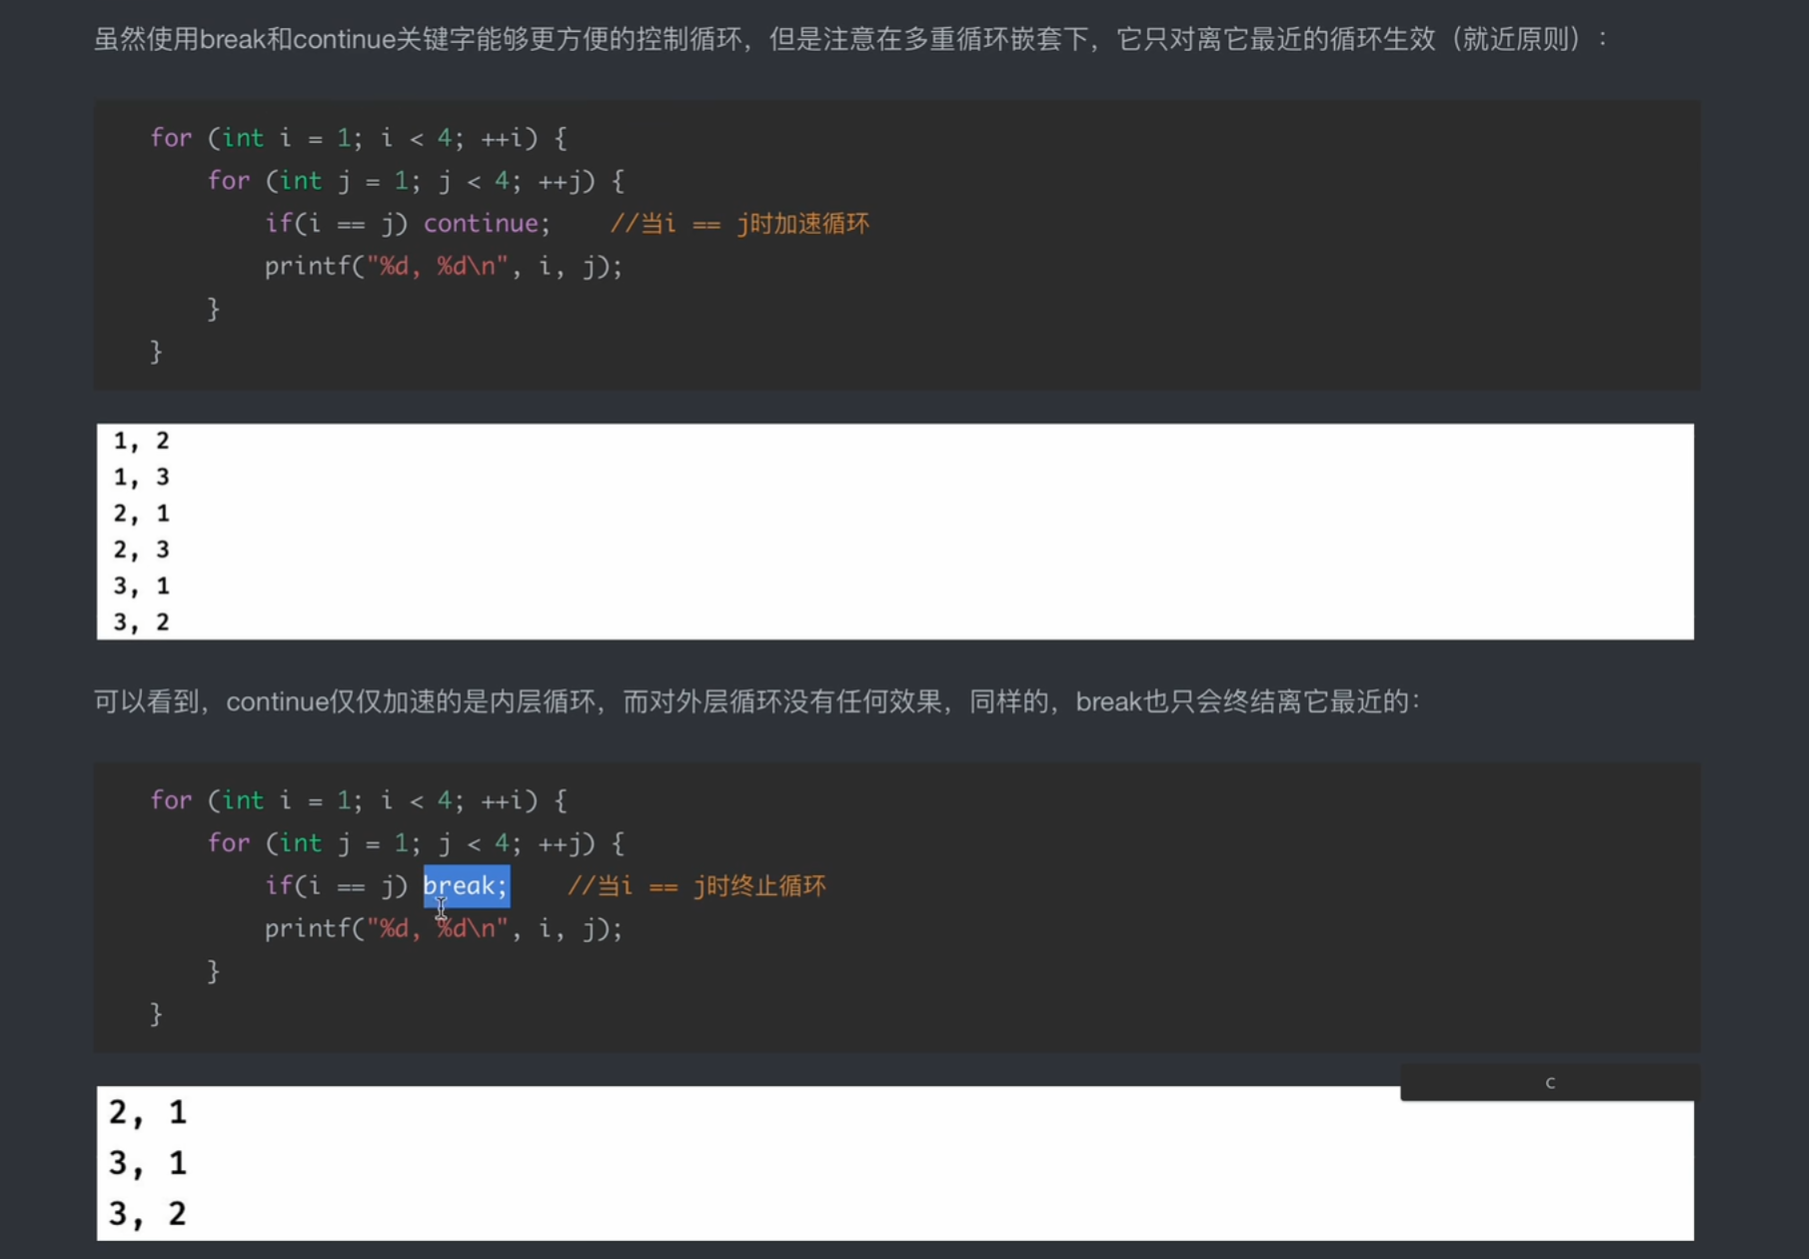 虽然使用break和continue关键字能够更方便的控制循环，但是注意在多重循环嵌套下，它只对离它最近的循环生效（就近原则）：
for (int i = 1; i < 4; ++i) {
for (int j = 1; j < 4; ++j) {
if(i == j) continue;    //当i == j时加速循环
printf("%d, %d\n", i, j);
}
}
1, 2
1, 3
2, 1
2, 3
3, 1
3, 2
可以看到，continue仅仅加速的是内层循环，而对外层循环没有任何效果，同样的，break也只会终结离它最近的：
for (int i = 1; i < 4; ++i) {
for (int j = 1; j < 4; ++j) {
if(i == j) break;    //当i == j时终止循环
printf("%d, %d\n", i, j);
}
}
c
2, 1
3, 1
3, 2